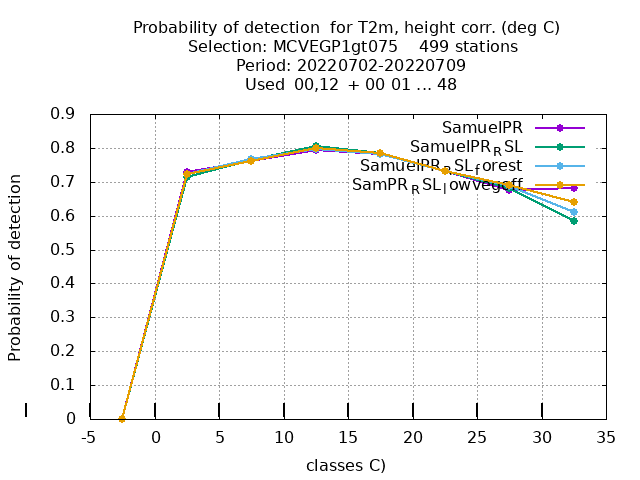 Probability of detection  for T2m, height corr. (deg C)
Selection: MCVEGP1gt075    499 stations
Period: 20220702-20220709
Used  00,12  + 00 01 ... 48
SamuelPR
SamuelPR_RSL
SamuelPR_RSL_forest
SamPR_RSL_lowvegoff
0.9
0.8
0.7
0.6
0.5
0.4
0.3
0.2
0.1
0
Probability of detection
-5 0 5 10 15 20 25 30 35
classes C)